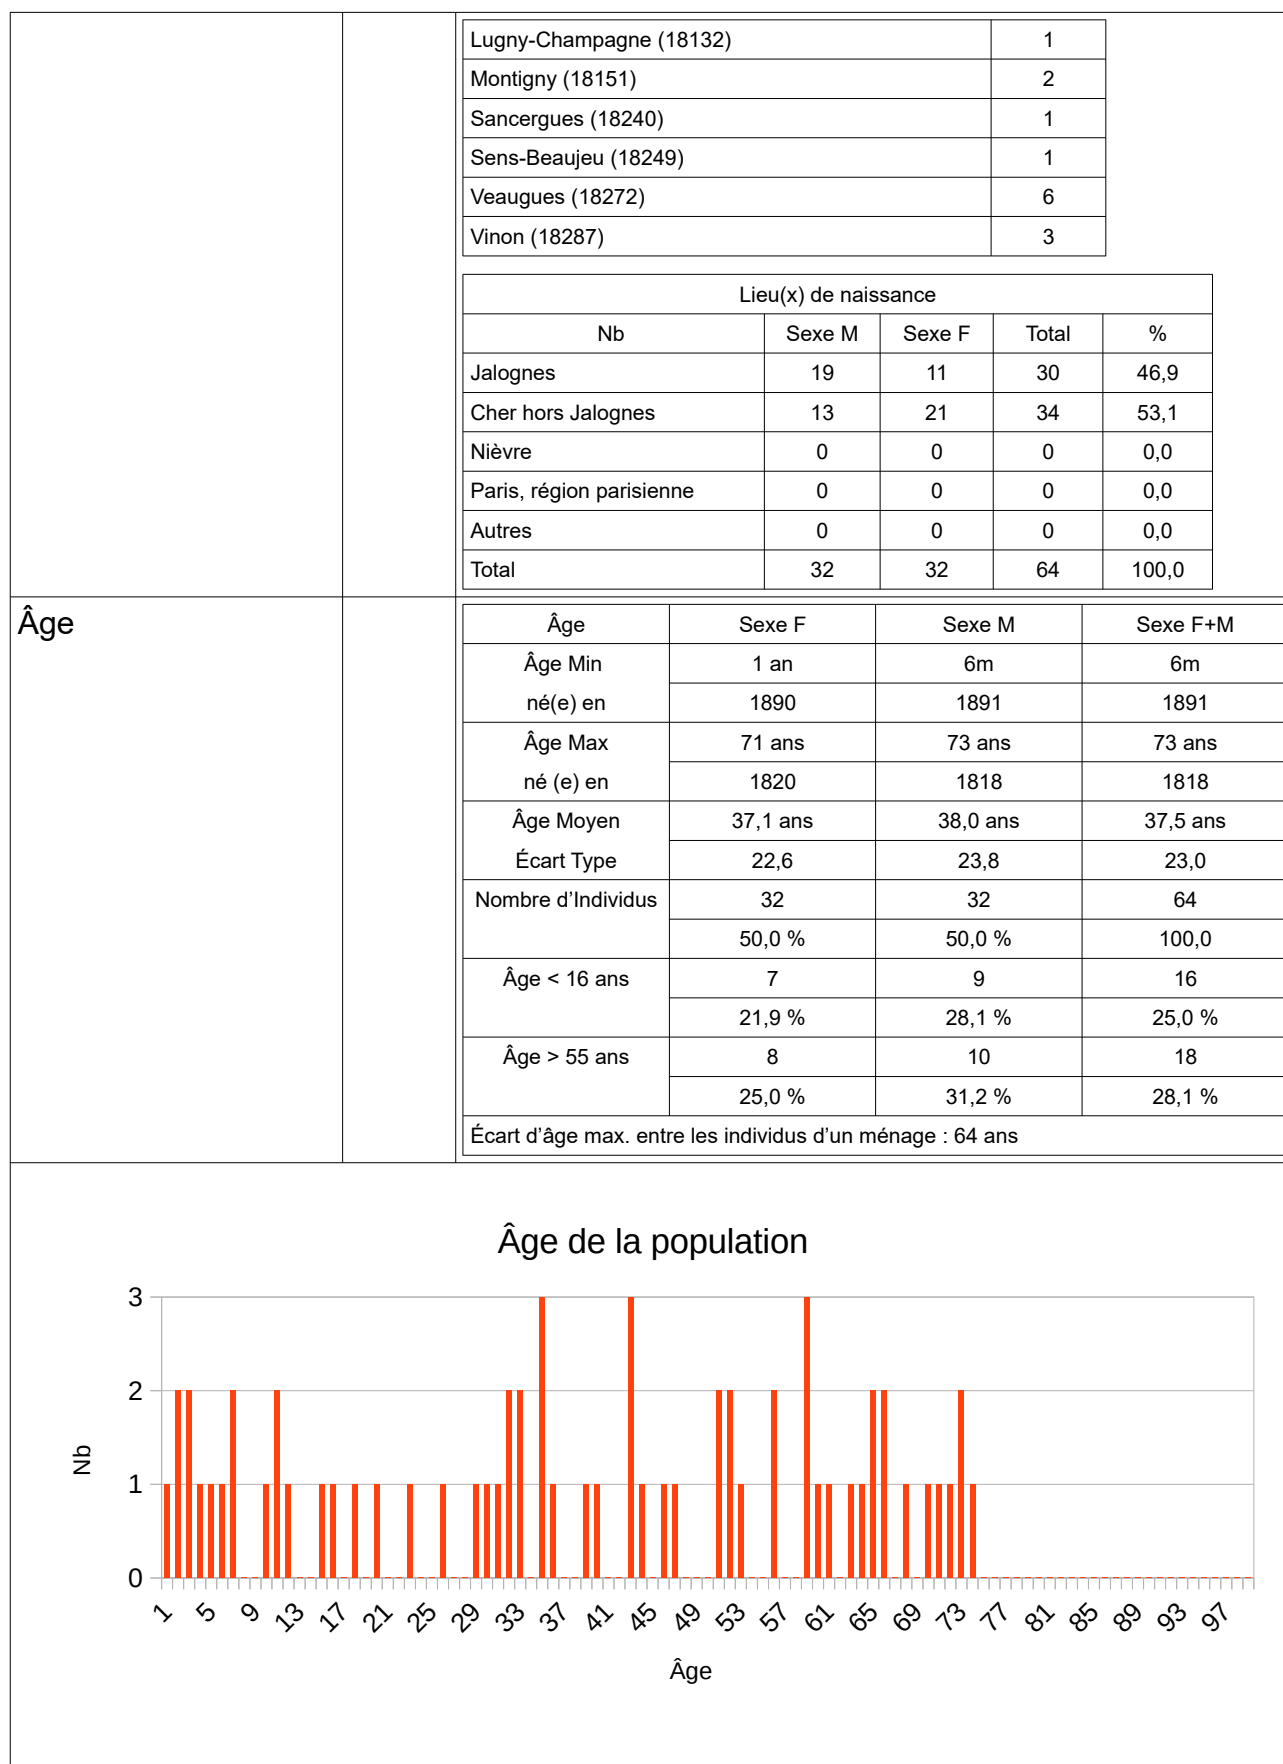 Lugny-Champagne (18132) 1
Montigny (18151) 2
Sancergues (18240) 1
Sens-Beaujeu (18249) 1
Veaugues (18272) 6
Vinon (18287) 3
Lieu(x) de naissance
Nb Sexe M Sexe F Total %
Jalognes 19 11 30 46,9
Cher hors Jalognes 13 21 34 53,1
Nièvre 0 0 0 0,0
Paris, région parisienne 0 0 0 0,0
Autres 0 0 0 0,0
Total 32 32 64 100,0
Âge
Âge Sexe F Sexe M Sexe F+M
Âge Min 1 an 6m 6m
né(e) en 1890 1891 1891
Âge Max 71 ans 73 ans 73 ans
né (e) en 1820 1818 1818
Âge Moyen 37,1 ans 38,0 ans 37,5 ans
Écart Type 22,6 23,8 23,0
Nombre d’Individus 32 32 64
50,0 % 50,0 % 100,0
Âge < 16 ans 7 9 16
21,9 % 28,1 % 25,0 %
Âge > 55 ans 8 10 18
25,0 % 31,2 % 28,1 %
Écart d’âge max. entre les individus d’un ménage : 64 ans
Âge de la population
3
2
Nb
1
0
1 5 9 13 17 21 25 29 33 37 41 45 49 53 57 61 65 69 73 77 81 85 89 93 97
Âge